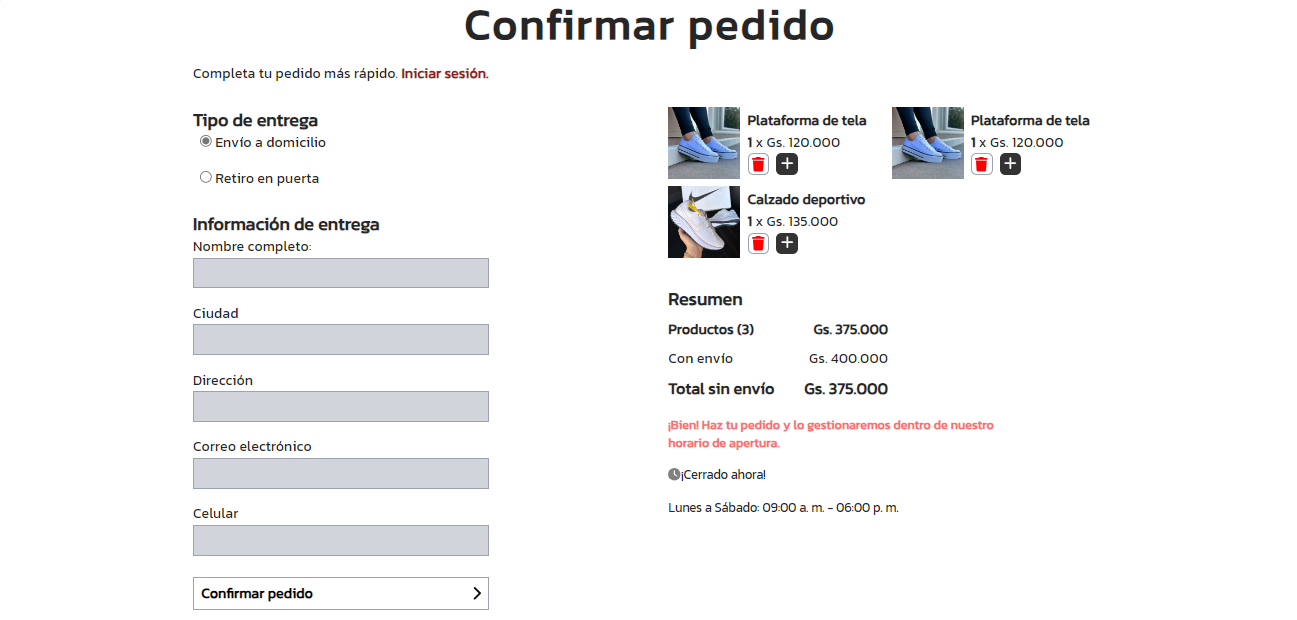 Confirmar pedido
Completa tu pedido más rápido. Iniciar sesión.
Tipo de entrega
Envío a domicilio
Retiro en puerta
Información de entrega
Nombre completo:
Ciudad
Dirección
Correo electrónico
Celular
Confirmar pedido
Plataforma de tela
1 x Gs. 120.000
Plataforma de tela
1 x Gs. 120.000
Calzado deportivo
1 x Gs. 135.000
Resumen
Productos (3) Gs. 375.000
Con envío Gs. 400.000
Total sin envío Gs. 375.000
¡Bien! Haz tu pedido y lo gestionaremos dentro de nuestro
horario de apertura.
¡Cerrado ahora!
Lunes a Sábado: 09:00 a. m. - 06:00 p. m.